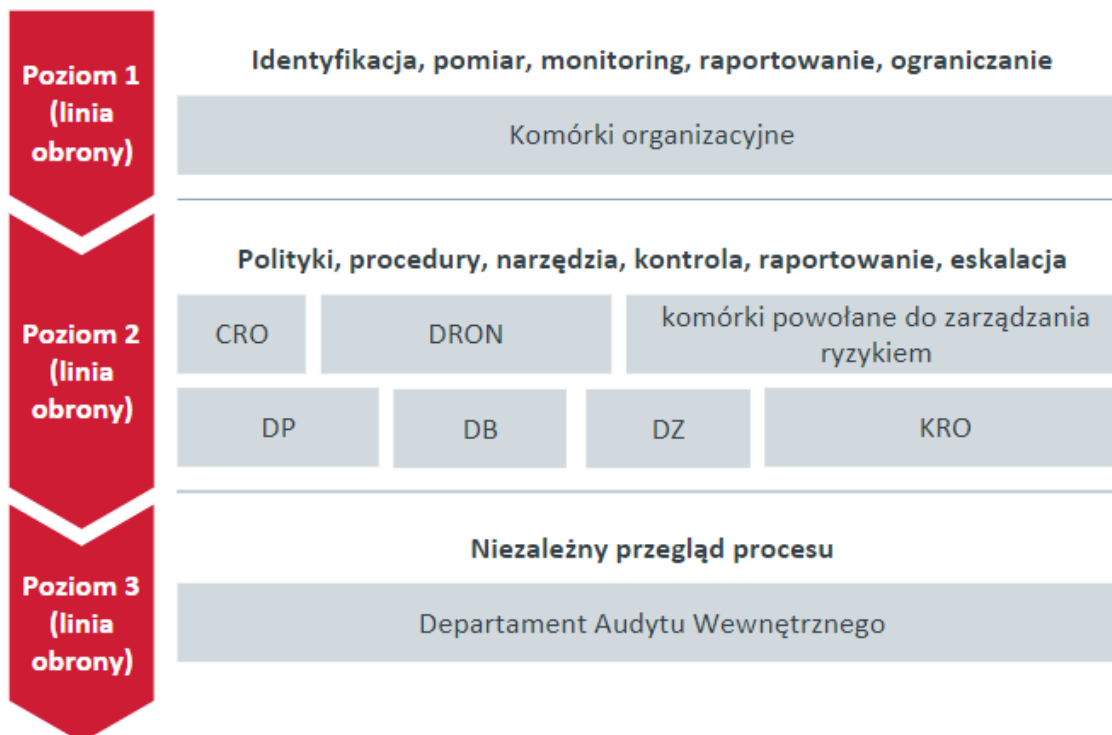 Poziom 1
(linia
obrony)
Identyfikacja, pomiar, monitoring, raportowanie, ograniczanie
Komórki organizacyjne
Poziom 2
(linia
obrony)
Polityki, procedury, narzędzia, kontrola, raportowanie, eskalacja
CRO
DRON
komórki powołane do zarządzania
ryzykiem
DP
DB
DZ
KRO
Poziom 3
(linia
obrony)
Niezależny przegląd procesu
Departament Audytu Wewnętrznego